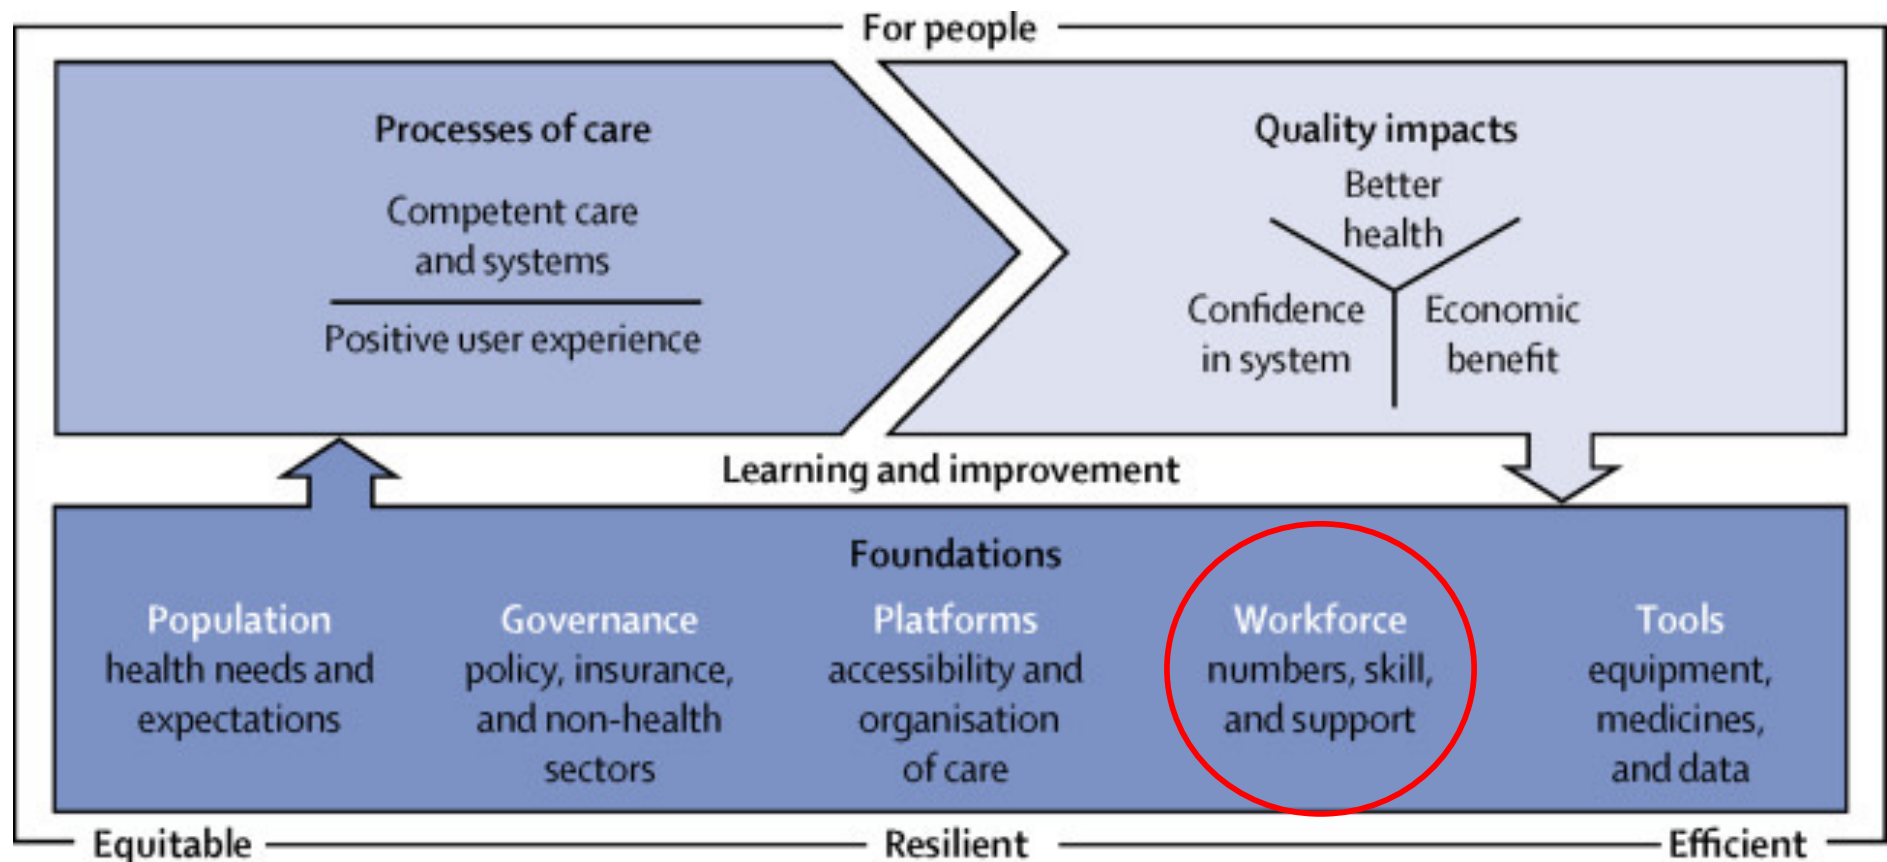 For people
Processes of care
Competent care
and systems
Positive user experience
Quality impacts
Better
health
Confidence
in system
Economic
benefit
Learning and improvement
Foundations
Population
health needs and
expectations
Governance
policy, insurance,
and non-health
sectors
Platforms
accessibility and
organisation
of care
Workforce
numbers, skill,
and support
Tools
equipment,
medicines,
and data
Equitable
Resilient
Efficient